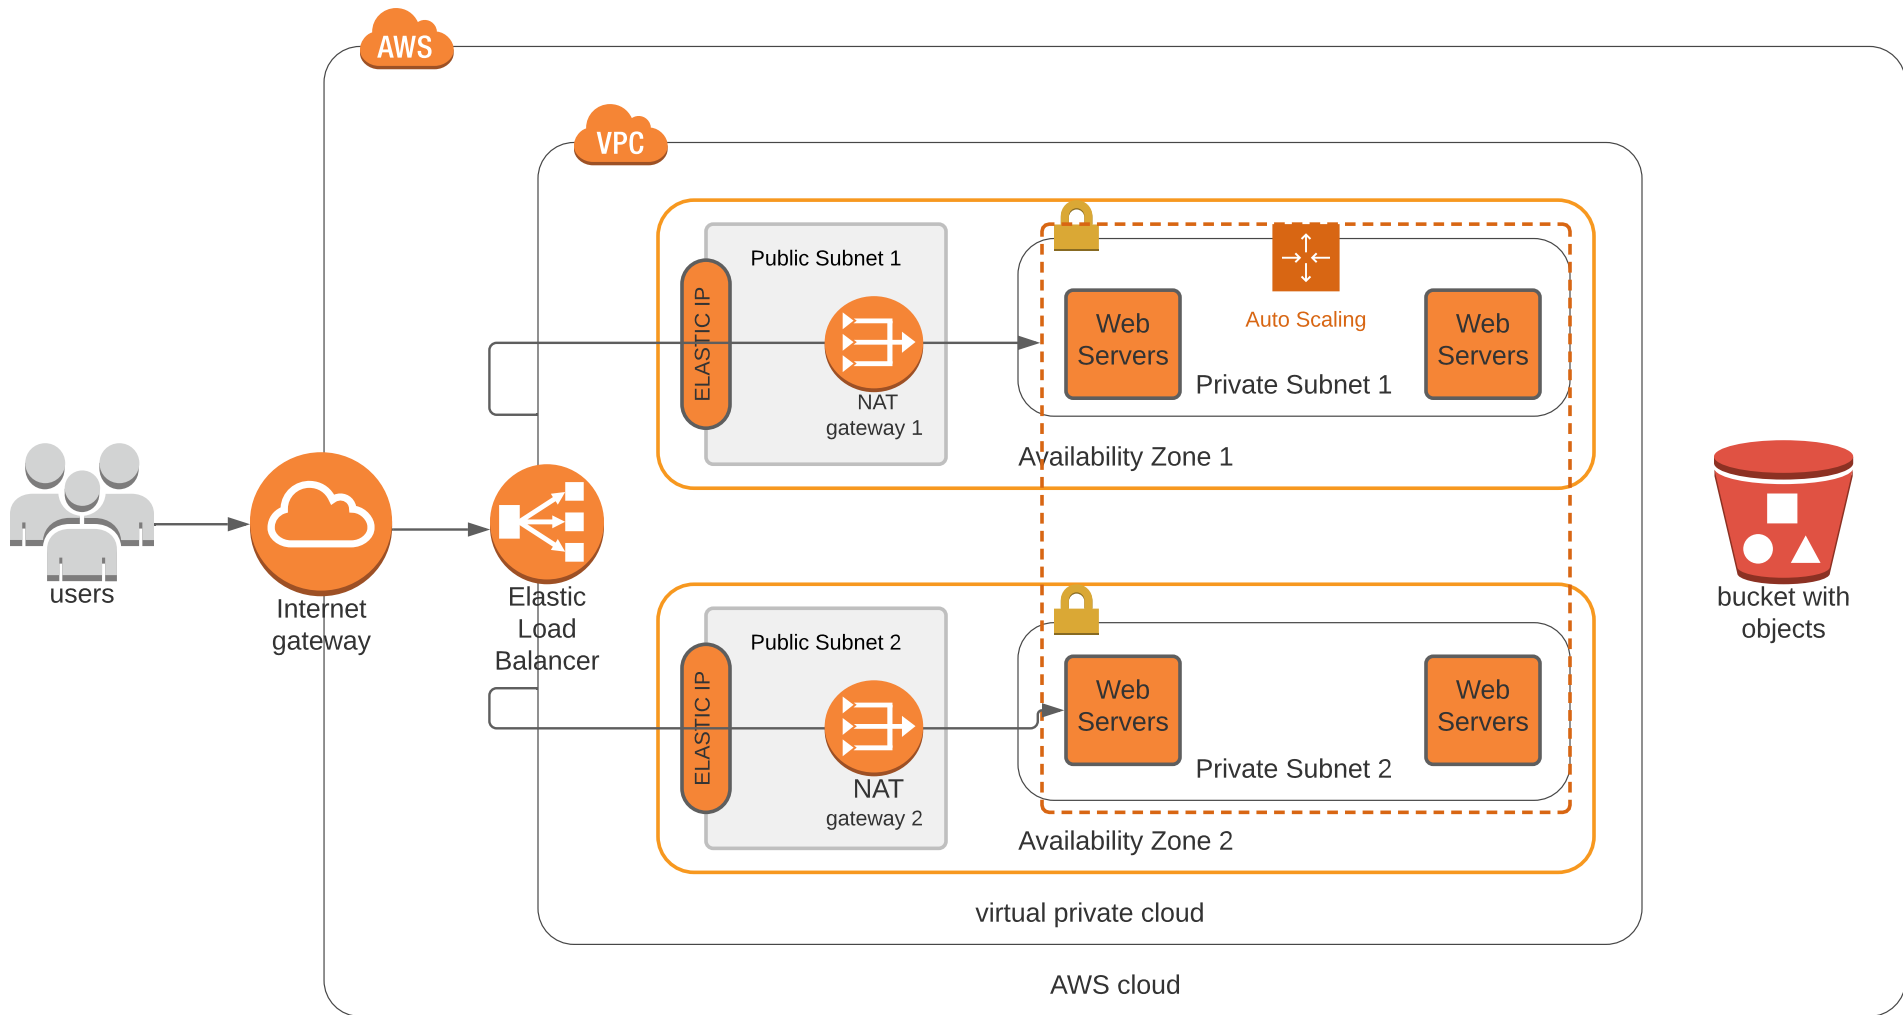 AWS
VPC
Public Subnet 1
ELASTIC IP
NAT
gateway 1
Web
Servers
Auto Scaling
Web
Servers
Private Subnet 1
Availability Zone 1
users
Internet
gateway
Elastic
Load
Balancer
bucket with
objects
Public Subnet 2
ELASTIC IP
NAT
gateway 2
Web
Servers
Web
Servers
Private Subnet 2
Availability Zone 2
virtual private cloud
AWS cloud